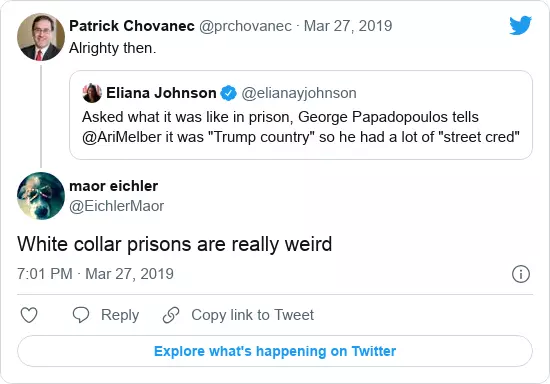 Patrick Chovanec @prchovanec · Mar 27, 2019
Alrighty then.
Eliana Johnson @elianayjohnson
Asked what it was like in prison, George Papadopoulos tells
@AriMelber it was "Trump country" so he had a lot of "street cred"
maor eichler
@EichlerMaor
White collar prisons are really weird
7:01 PM · Mar 27, 2019
Reply Copy link to Tweet
Explore what's happening on Twitter